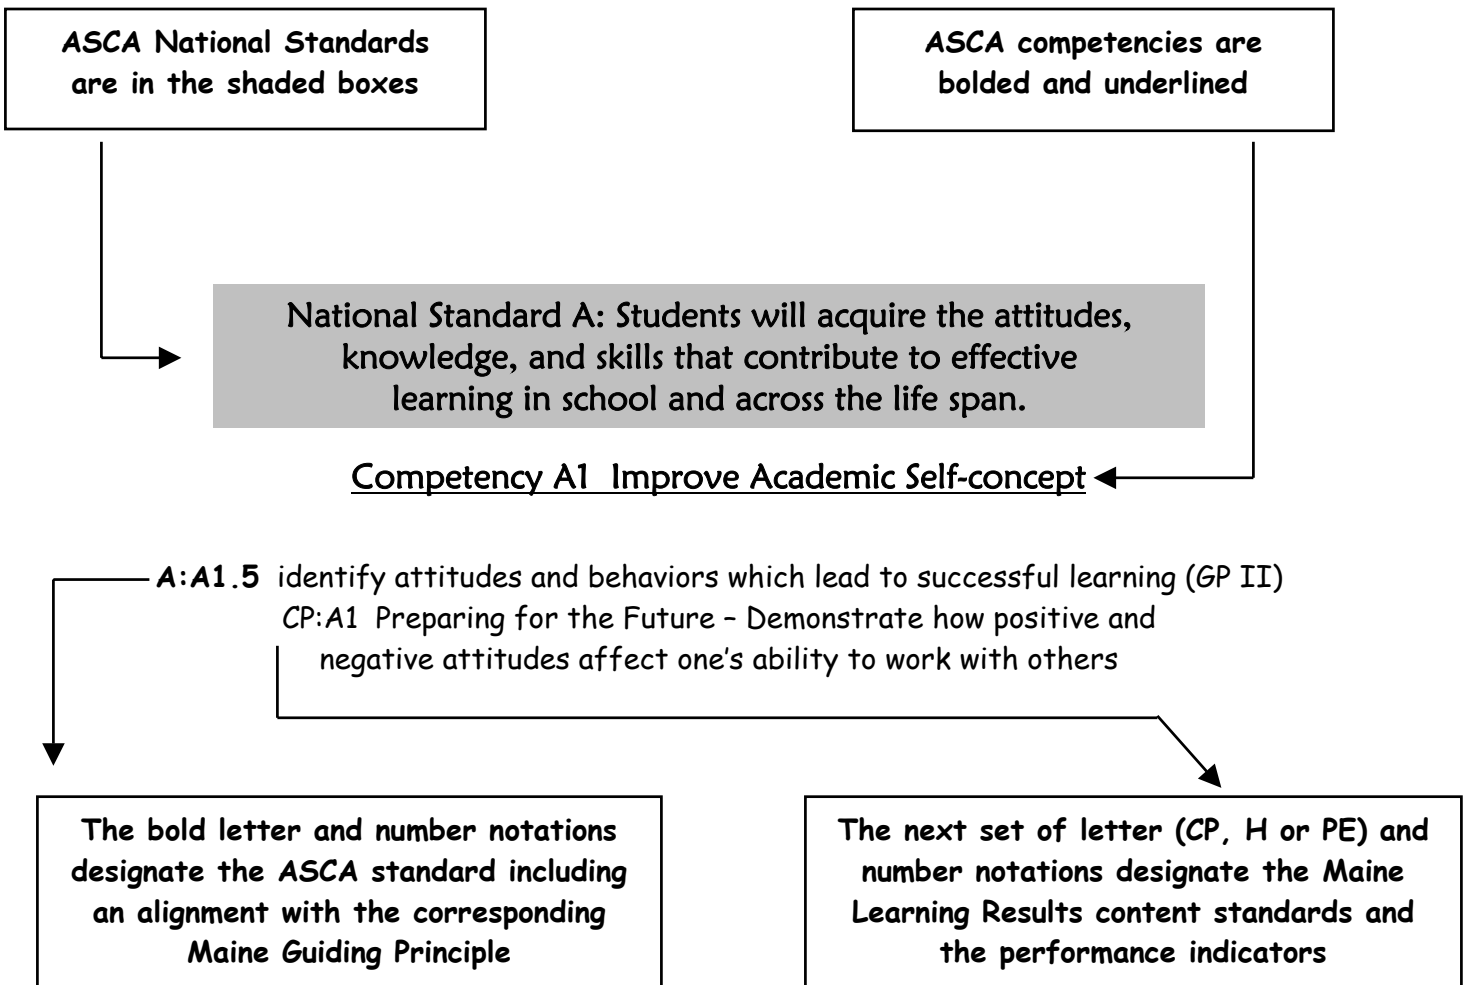 ASCA National Standards
are in the shaded boxes
ASCA competencies are
bolded and underlined
National Standard A: Students will acquire the attitudes,
knowledge, and skills that contribute to effective
learning in school and across the life span.
Competency A1 Improve Academic Self-concept
A:A1.5 identify attitudes and behaviors which lead to successful learning (GP II)
CP:A1 Preparing for the Future – Demonstrate how positive and
negative attitudes affect one’s ability to work with others
The bold letter and number notations
designate the ASCA standard including
an alignment with the corresponding
Maine Guiding Principle
The next set of letter (CP, H or PE) and
number notations designate the Maine
Learning Results content standards and
the performance indicators